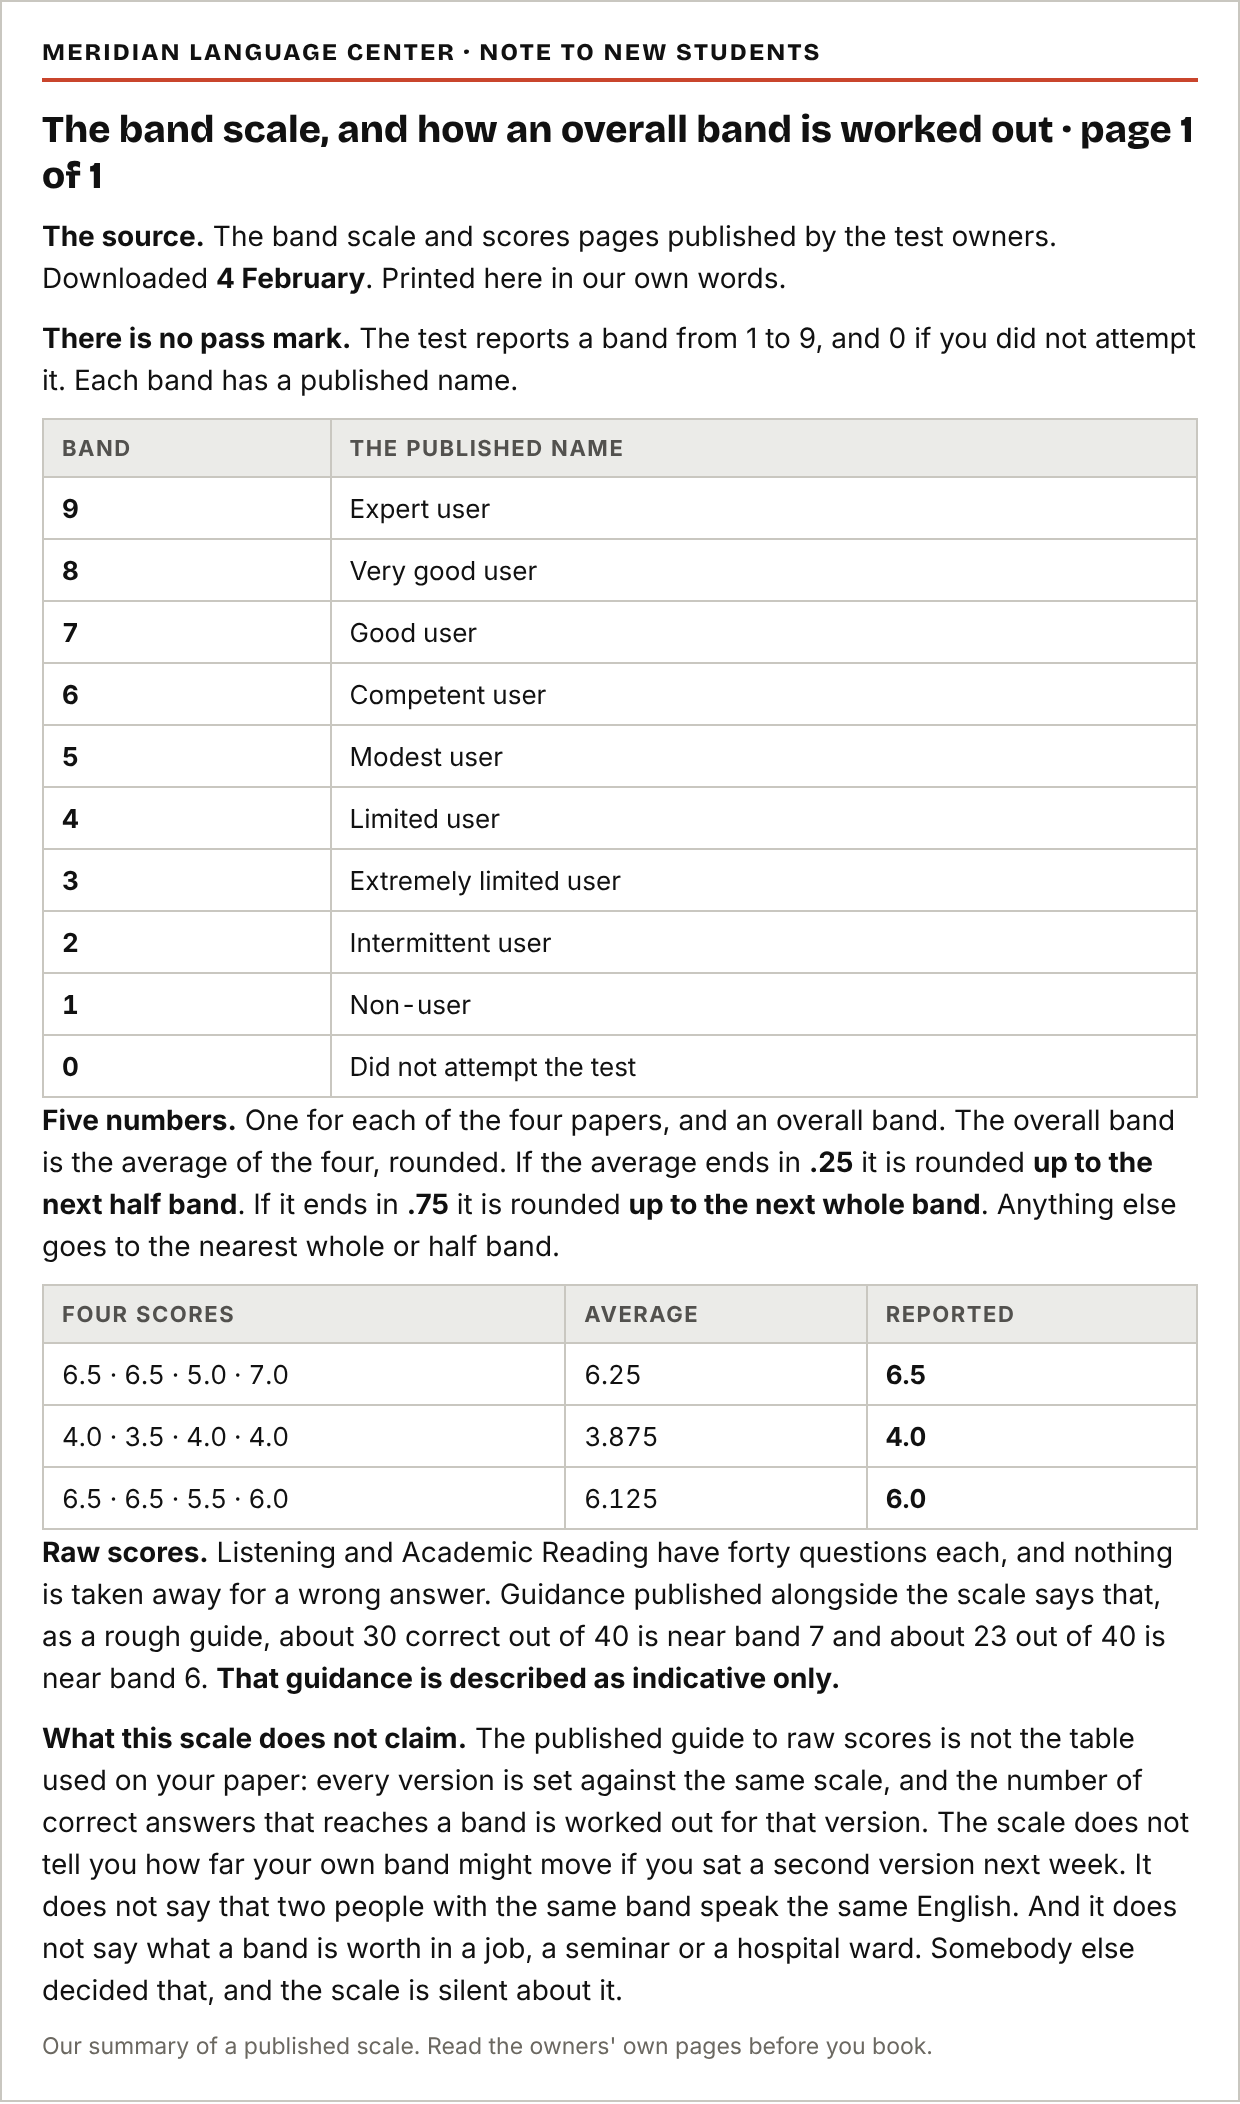 MERIDIAN LANGUAGE CENTER · NOTE TO NEW STUDENTS
The band scale, and how an overall band is worked out · page 1
of 1
The source. The band scale and scores pages published by the test owners.
Downloaded 4 February. Printed here in our own words.
There is no pass mark. The test reports a band from 1 to 9, and 0 if you did not attempt
it. Each band has a published name.
BAND THE PUBLISHED NAME
9 Expert user
8 Very good user
7 Good user
6 Competent user
5 Modest user
4 Limited user
3 Extremely limited user
2 Intermittent user
1 Non-user
0 Did not attempt the test
Five numbers. One for each of the four papers, and an overall band. The overall band
is the average of the four, rounded. If the average ends in .25 it is rounded up to the
next half band. If it ends in .75 it is rounded up to the next whole band. Anything else
goes to the nearest whole or half band.
FOUR SCORES AVERAGE REPORTED
6.5 · 6.5 · 5.0 · 7.0 6.25 6.5
4.0 · 3.5 · 4.0 · 4.0 3.875 4.0
6.5 · 6.5 · 5.5 · 6.0 6.125 6.0
Raw scores. Listening and Academic Reading have forty questions each, and nothing
is taken away for a wrong answer. Guidance published alongside the scale says that,
as a rough guide, about 30 correct out of 40 is near band 7 and about 23 out of 40 is
near band 6. That guidance is described as indicative only.
What this scale does not claim. The published guide to raw scores is not the table
used on your paper: every version is set against the same scale, and the number of
correct answers that reaches a band is worked out for that version. The scale does not
tell you how far your own band might move if you sat a second version next week. It
does not say that two people with the same band speak the same English. And it does
not say what a band is worth in a job, a seminar or a hospital ward. Somebody else
decided that, and the scale is silent about it.
Our summary of a published scale. Read the owners' own pages before you book.